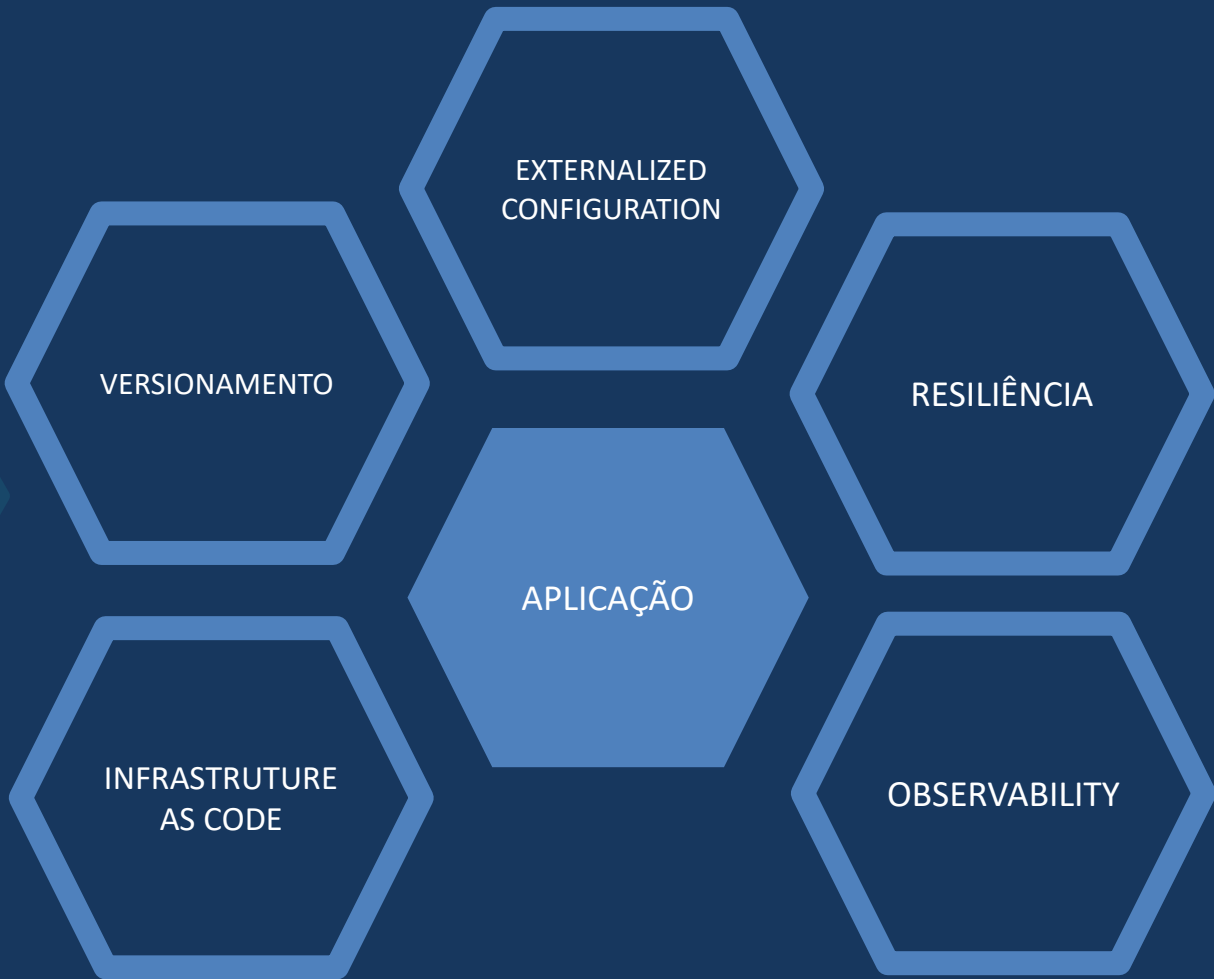 EXTERNALIZED
CONFIGURATION
VERSIONAMENTO
RESILIÊNCIA
APLICAÇÃO
INFRASTRUTURE
AS CODE
OBSERVABILITY